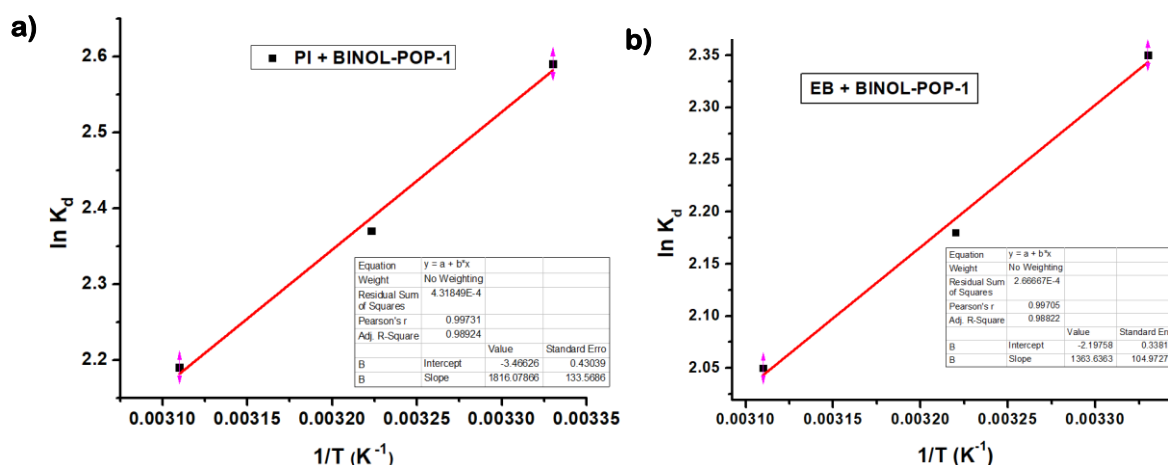 a)
PI + BINOL-POP-1
2.6
2.5
2.4
2.3
2.2
ln K_d
Equation y = a + b*x
Weight No Weighting
Residual Sum of Squares 4.31849E-4
Pearson's r 0.99731
Adj. R-Square 0.98924
Value Standard Erro
B Intercept -3.46626 0.43039
B Slope 1816.07866 133.5686
0.00310 0.00315 0.00320 0.00325 0.00330 0.00335
1/T (K⁻¹)
b)
EB + BINOL-POP-1
2.35
2.30
2.25
2.20
2.15
2.10
2.05
ln K_d
Equation y = a + b*x
Weight No Weighting
Residual Sum of Squares 2.66667E-4
Pearson's r 0.99705
Adj. R-Square 0.98822
Value Standard Erro
B Intercept -2.19758 0.3381
B Slope 1363.6363 104.9727
0.00310 0.00315 0.00320 0.00325 0.00330
1/T (K⁻¹)